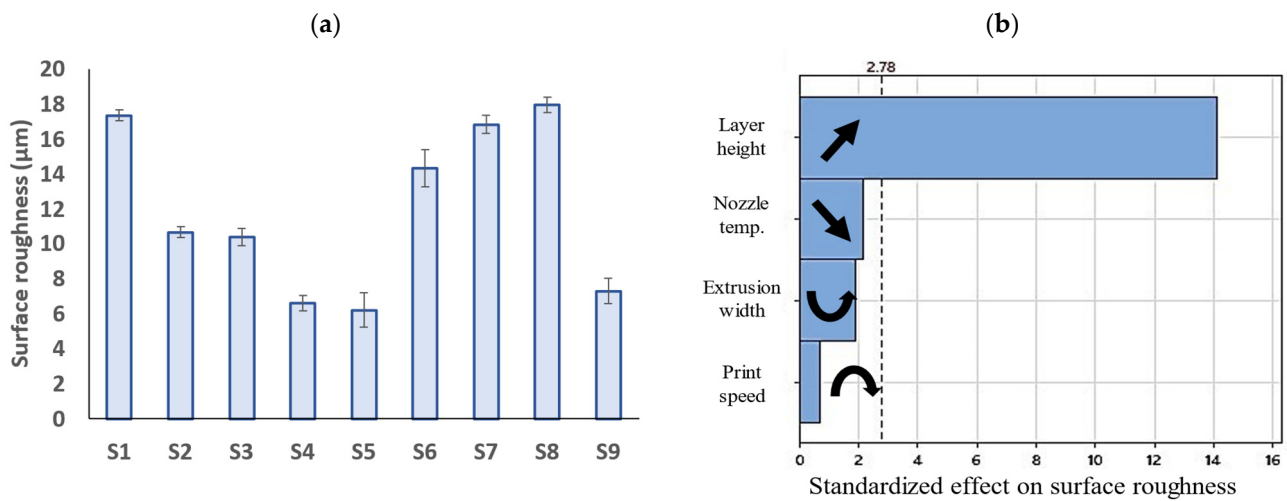 (a)
Surface roughness (µm)
20
18
16
14
12
10
8
6
4
2
0
S1 S2 S3 S4 S5 S6 S7 S8 S9
(b)
2.78
Layer
height
Nozzle
temp.
Extrusion
width
Print
speed
0 2 4 6 8 10 12 14 16
Standardized effect on surface roughness